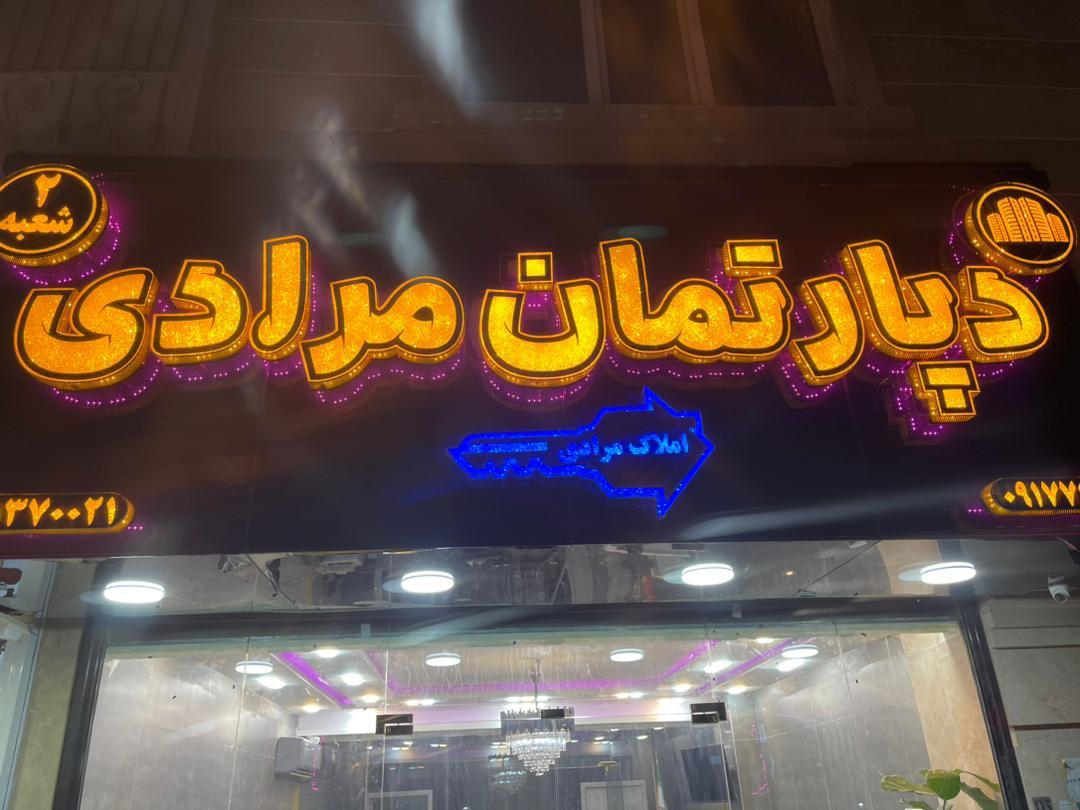 ۲
شعبه
دپارتمان مرادی
املاک مرادی
۰۹۱۷۷
۳۷۰۰۲۱